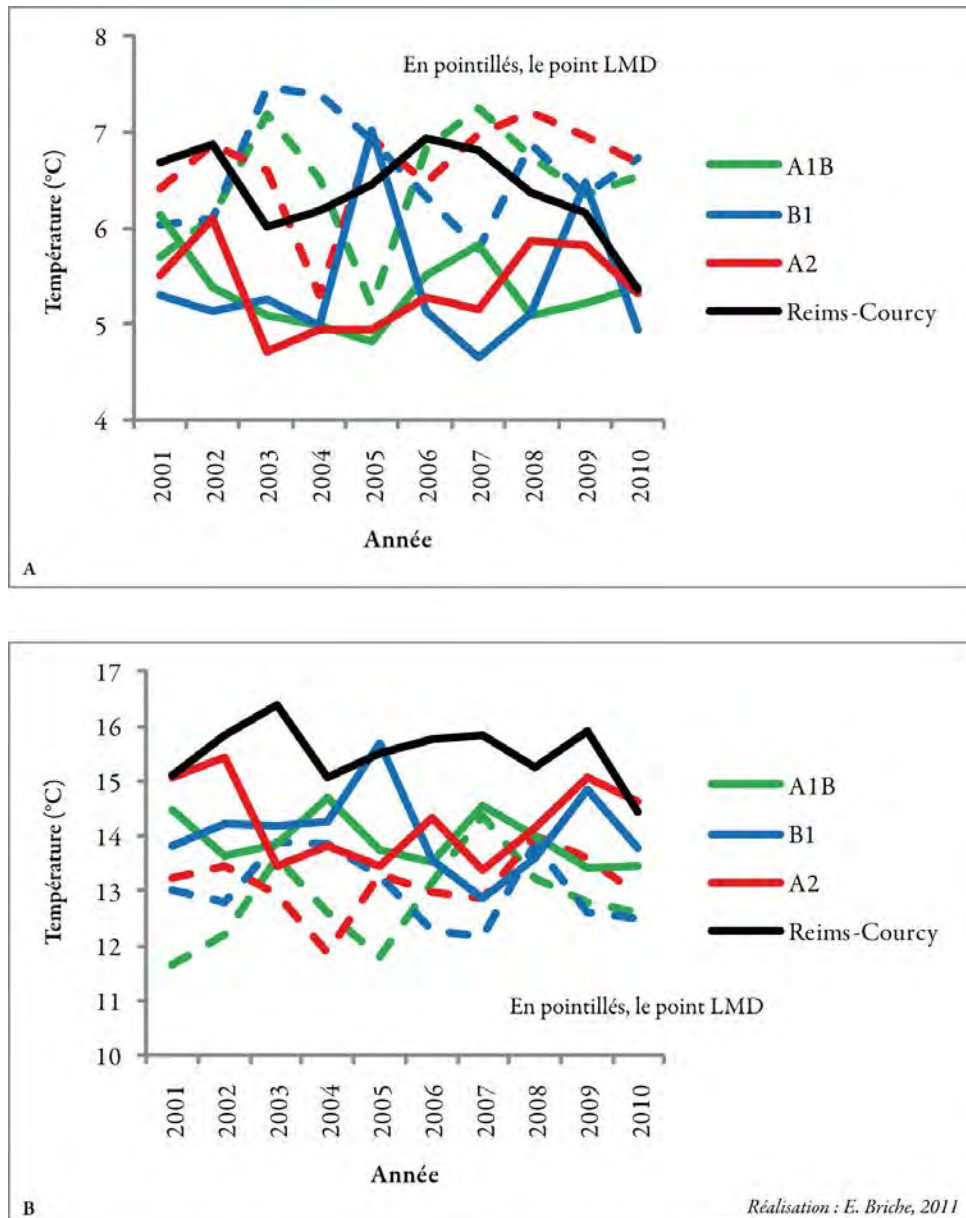 8
7
6
5
4
Température (°C)
En pointillés, le point LMD
A1B
B1
A2
Reims-Courcy
2001
2002
2003
2004
2005
2006
2007
2008
2009
2010
Année
A
17
16
15
14
13
12
11
10
Température (°C)
A1B
B1
A2
Reims-Courcy
En pointillés, le point LMD
2001
2002
2003
2004
2005
2006
2007
2008
2009
2010
Année
B
Réalisation : E. Briche, 2011